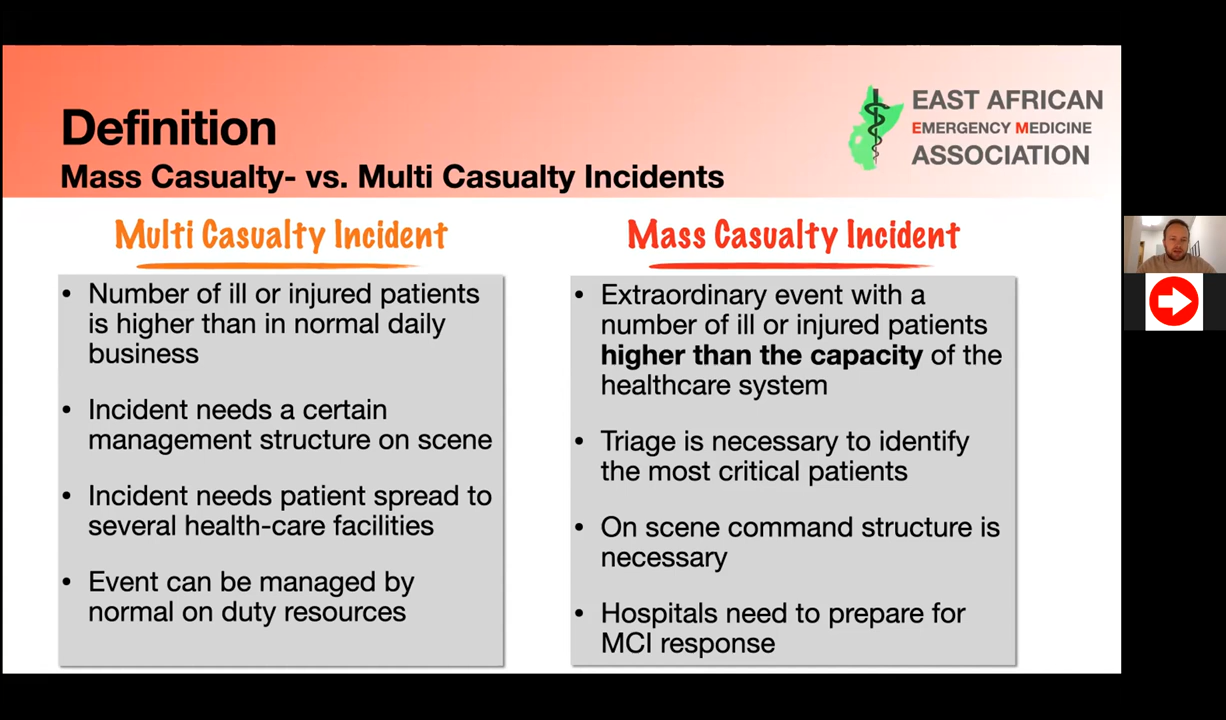 Definition
Mass Casualty- vs. Multi Casualty Incidents
EAST AFRICAN
EMERGENCY MEDICINE
ASSOCIATION
Multi Casualty Incident
• Number of ill or injured patients
is higher than in normal daily
business
• Incident needs a certain
management structure on scene
• Incident needs patient spread to
several health-care facilities
• Event can be managed by
normal on duty resources
Mass Casualty Incident
• Extraordinary event with a
number of ill or injured patients
higher than the capacity of the
healthcare system
• Triage is necessary to identify
the most critical patients
• On scene command structure is
necessary
• Hospitals need to prepare for
MCI response